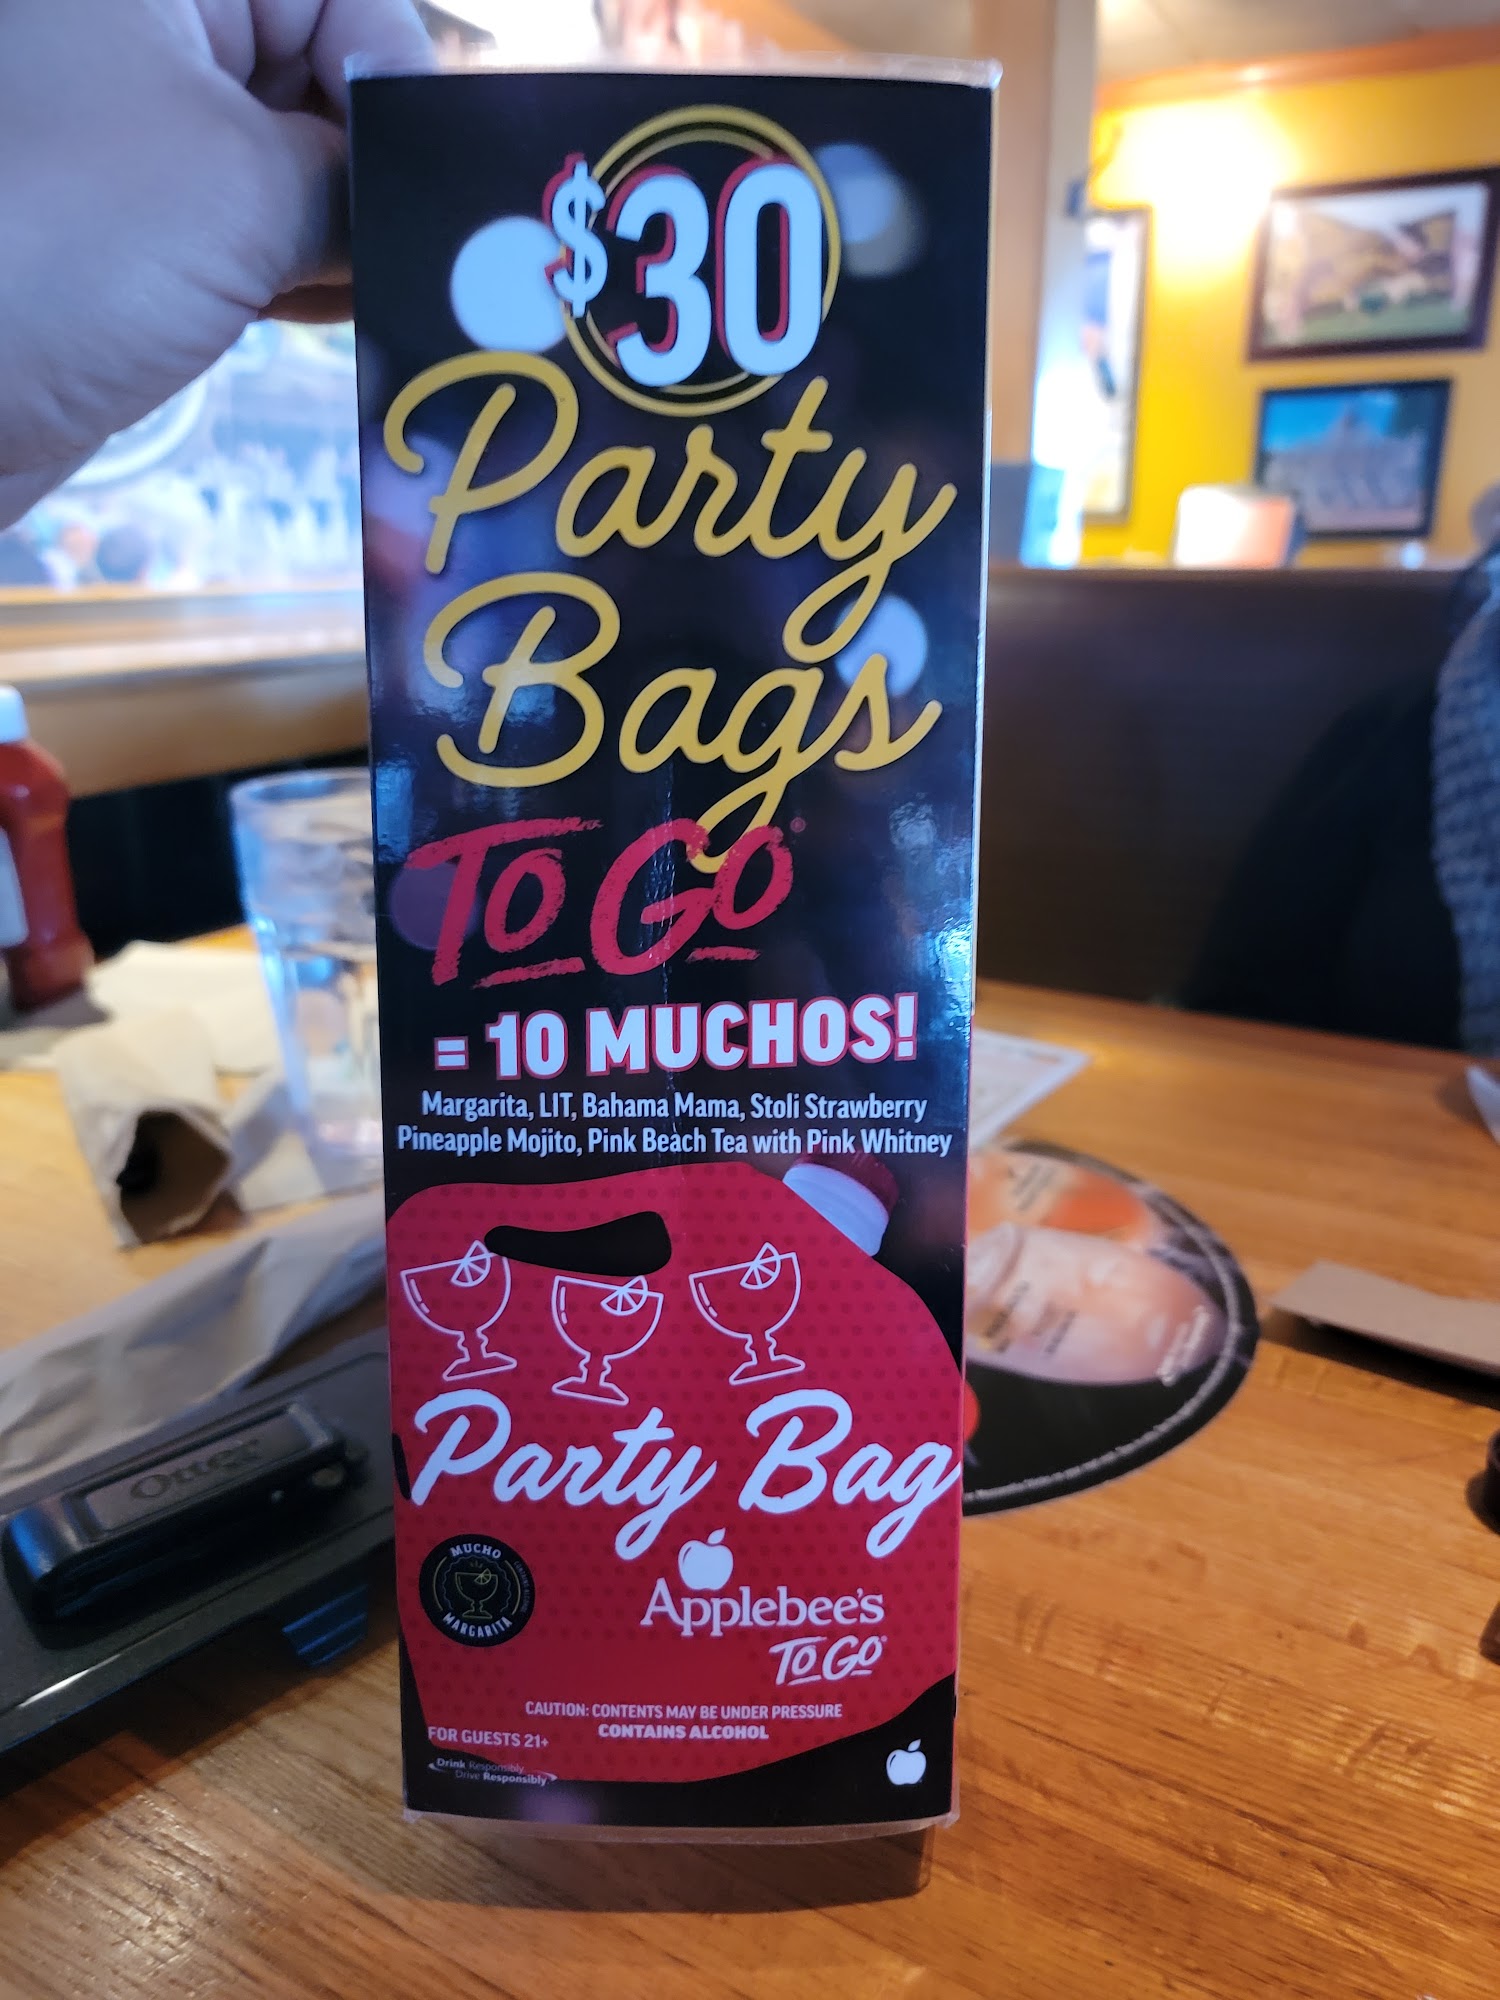 $30
Party
Bags
To Go®
= 10 MUCHOS!
Margarita, LIT, Bahama Mama, Stoli Strawberry
Pineapple Mojito, Pink Beach Tea with Pink Whitney
Party Bag
MUCHO
MARGARITA
Applebee's
To Go
CAUTION: CONTENTS MAY BE UNDER PRESSURE
CONTAINS ALCOHOL
FOR GUESTS 21+
Drink Responsibly.
Drive Responsibly
Otter